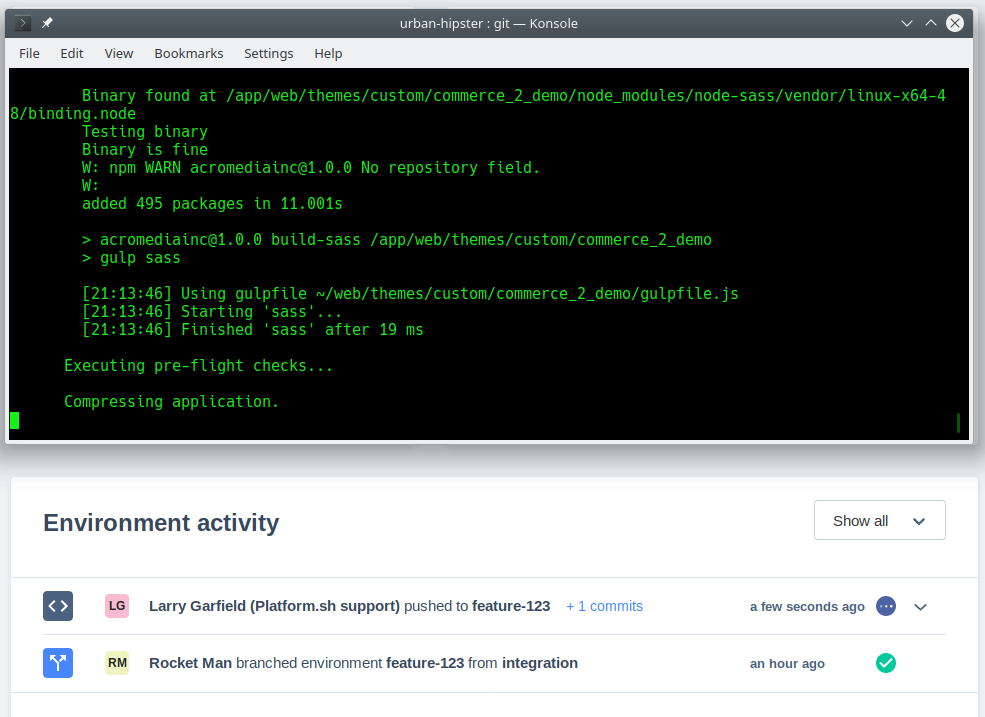 urban-hipster : git — Konsole
File Edit View Bookmarks Settings Help
Binary found at /app/web/themes/custom/commerce_2_demo/node_modules/node-sass/vendor/linux-x64-4
8/binding.node
Testing binary
Binary is fine
W: npm WARN acromediainc@1.0.0 No repository field.
W:
added 495 packages in 11.001s
> acromediainc@1.0.0 build-sass /app/web/themes/custom/commerce_2_demo
> gulp sass
[21:13:46] Using gulpfile ~/web/themes/custom/commerce_2_demo/gulpfile.js
[21:13:46] Starting 'sass'...
[21:13:46] Finished 'sass' after 19 ms
Executing pre-flight checks...
Compressing application.
Environment activity
Show all
LG Larry Garfield (Platform.sh support) pushed to feature-123 + 1 commits a few seconds ago
RM Rocket Man branched environment feature-123 from integration an hour ago